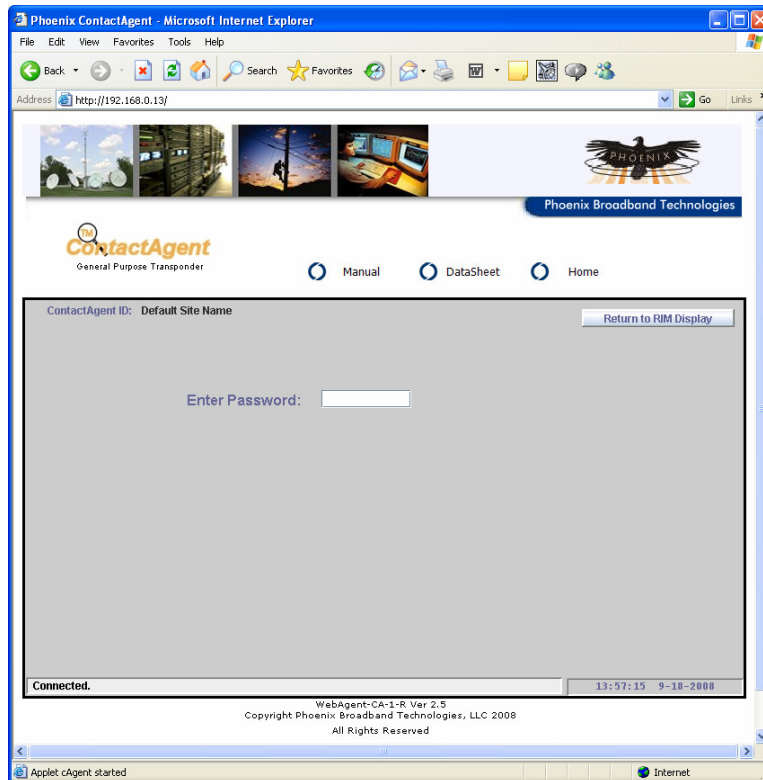 Phoenix ContactAgent - Microsoft Internet Explorer
File Edit View Favorites Tools Help
Back Search Favorites
Address http://192.168.0.13/ Go Links
PHOENIX
Phoenix Broadband Technologies
TM
ContactAgent
General Purpose Transponder
Manual DataSheet Home
ContactAgent ID: Default Site Name
Return to RIM Display
Enter Password:
Connected. 13:57:15 9-18-2008
WebAgent-CA-1-R Ver 2.5
Copyright Phoenix Broadband Technologies, LLC 2008
All Rights Reserved
Applet cAgent started Internet